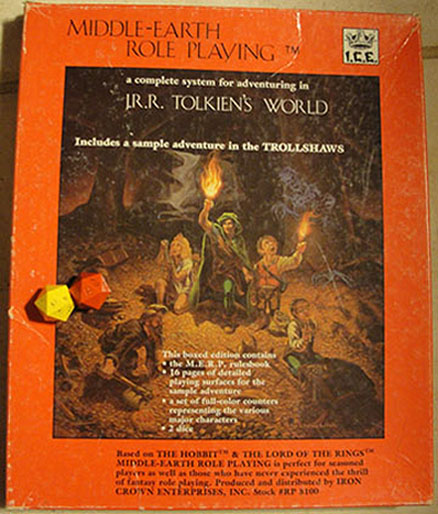 MIDDLE-EARTH
ROLE PLAYING ™
I.C.E.
a complete system for adventuring in
J.R.R. TOLKIEN'S WORLD
Includes a sample adventure in the TROLLSHAWS
This boxed edition contains
• the M.E.R.P. rulesbook
• 16 pages of detailed
playing surfaces for the
sample adventure
• a set of full-color counters
representing the various
major characters
• 2 dice
Based on THE HOBBIT™ & THE LORD OF THE RINGS™
MIDDLE-EARTH ROLE PLAYING is perfect for seasoned
players as well as those who have never experienced the thrill
of fantasy role playing. Produced and distributed by IRON
CROWN ENTERPRISES, INC. Stock #RP 8100